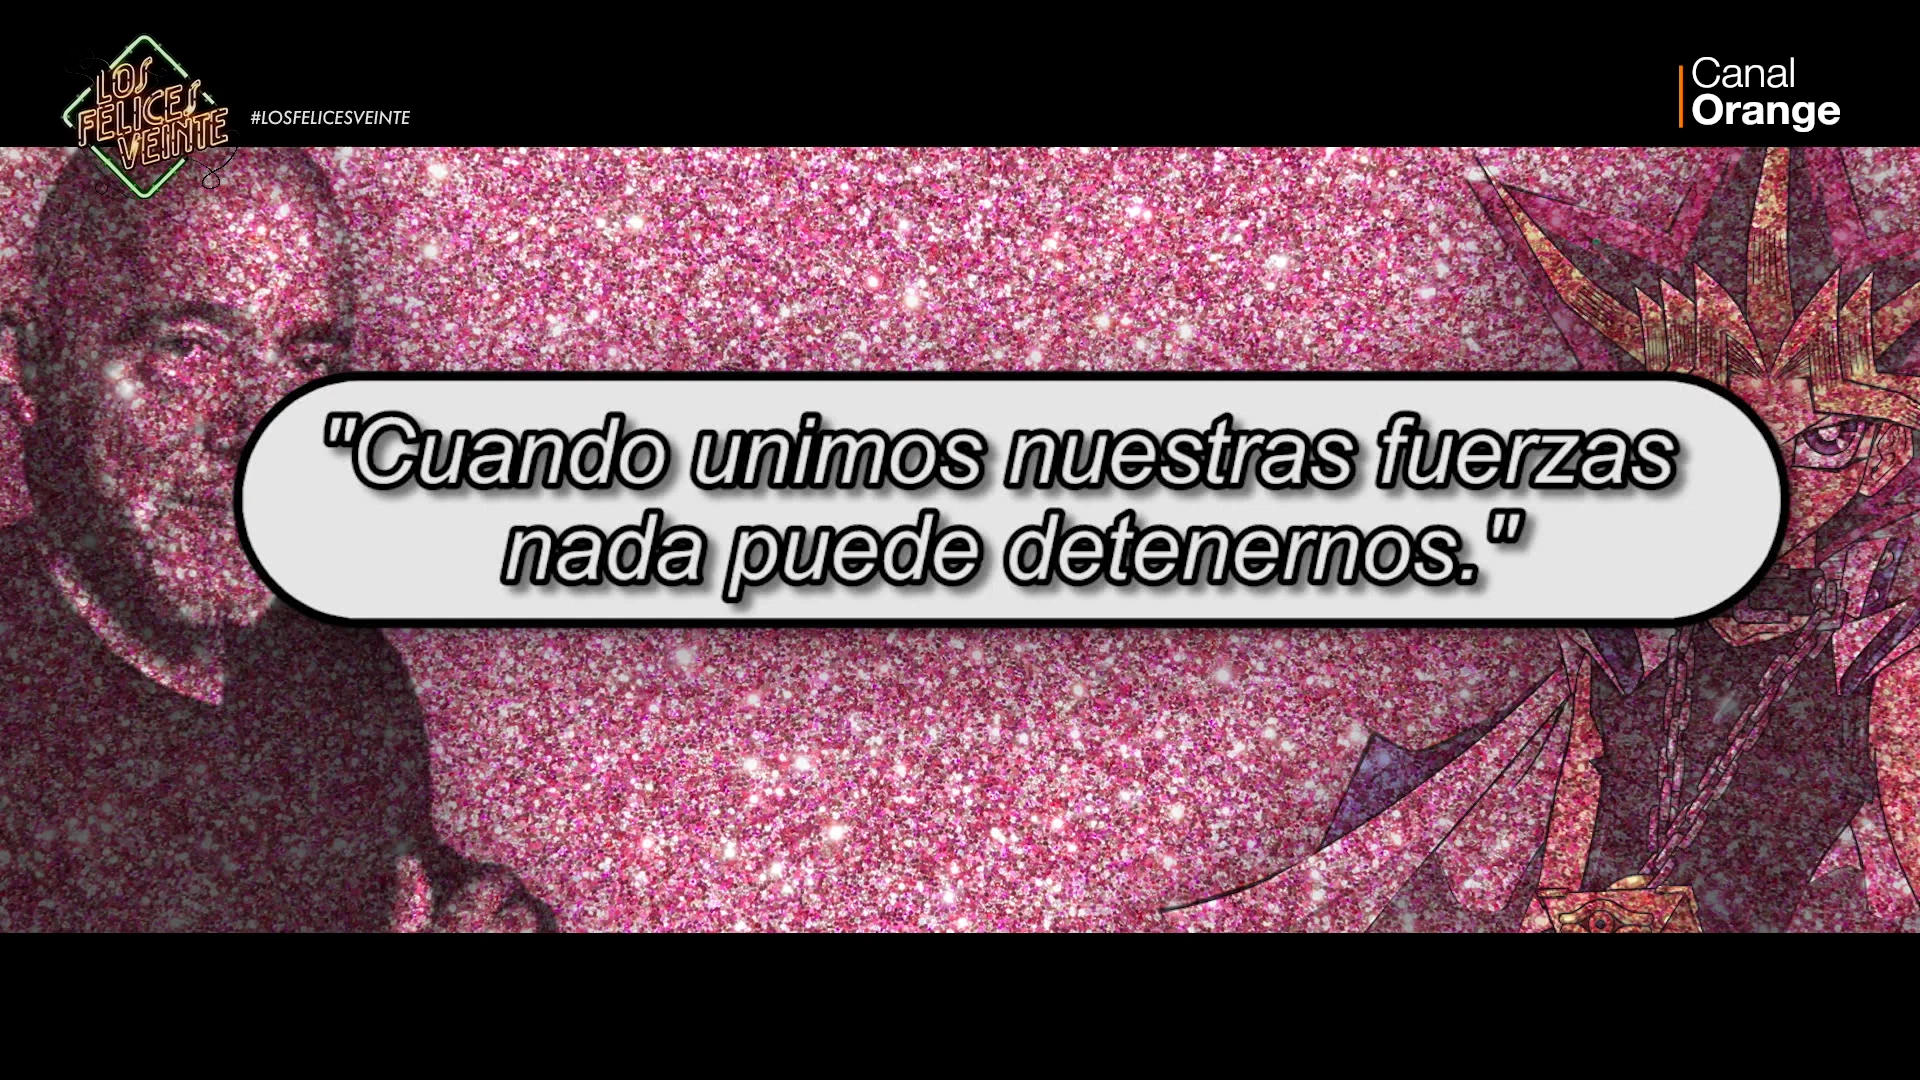 LOS
FELICES
VEINTE
#LOSFELICESVEINTE
Canal
Orange
"Cuando unimos nuestras fuerzas
nada puede detenernos."